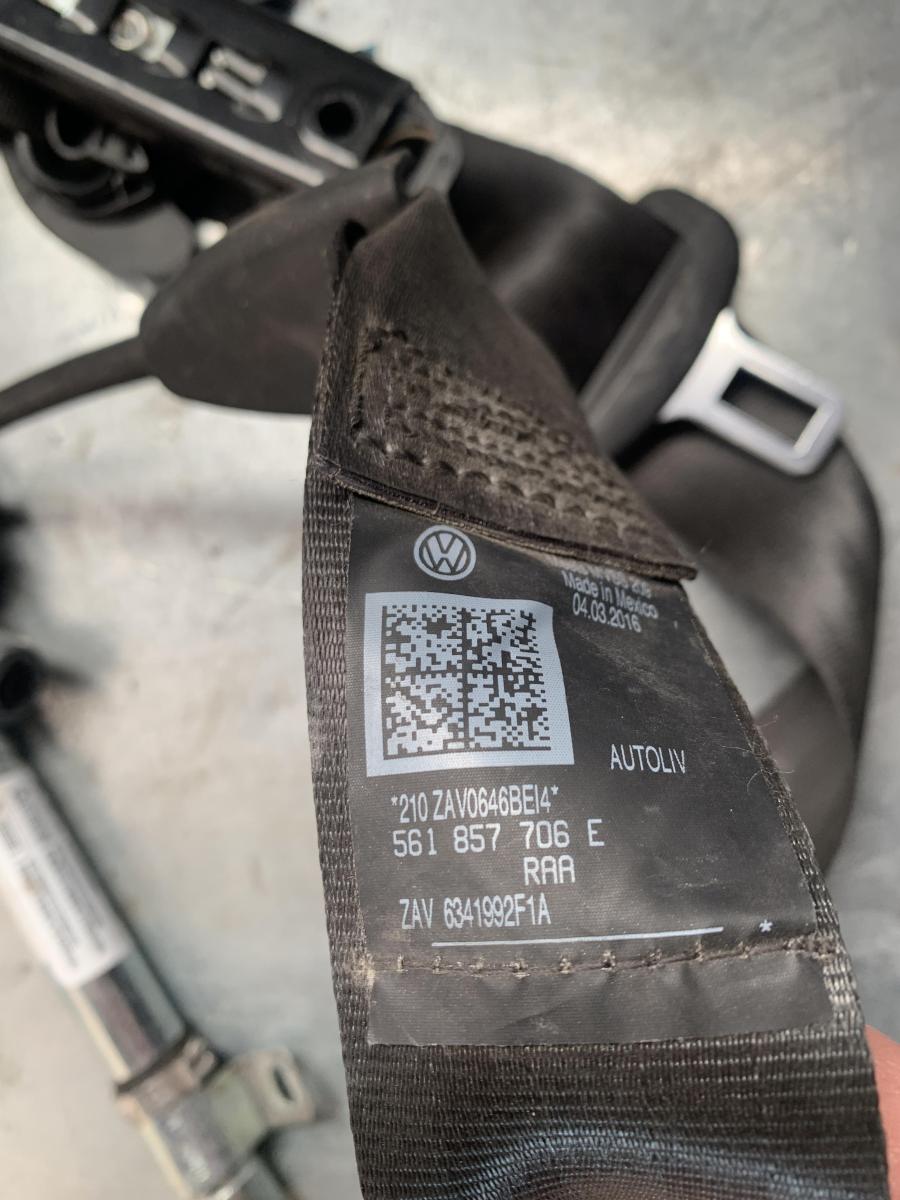 Made in Mexico
04.03.2016
AUTOLIV
*210 ZAV0646BEI4*
561 857 706 E
RAA
ZAV 6341992F1A
*